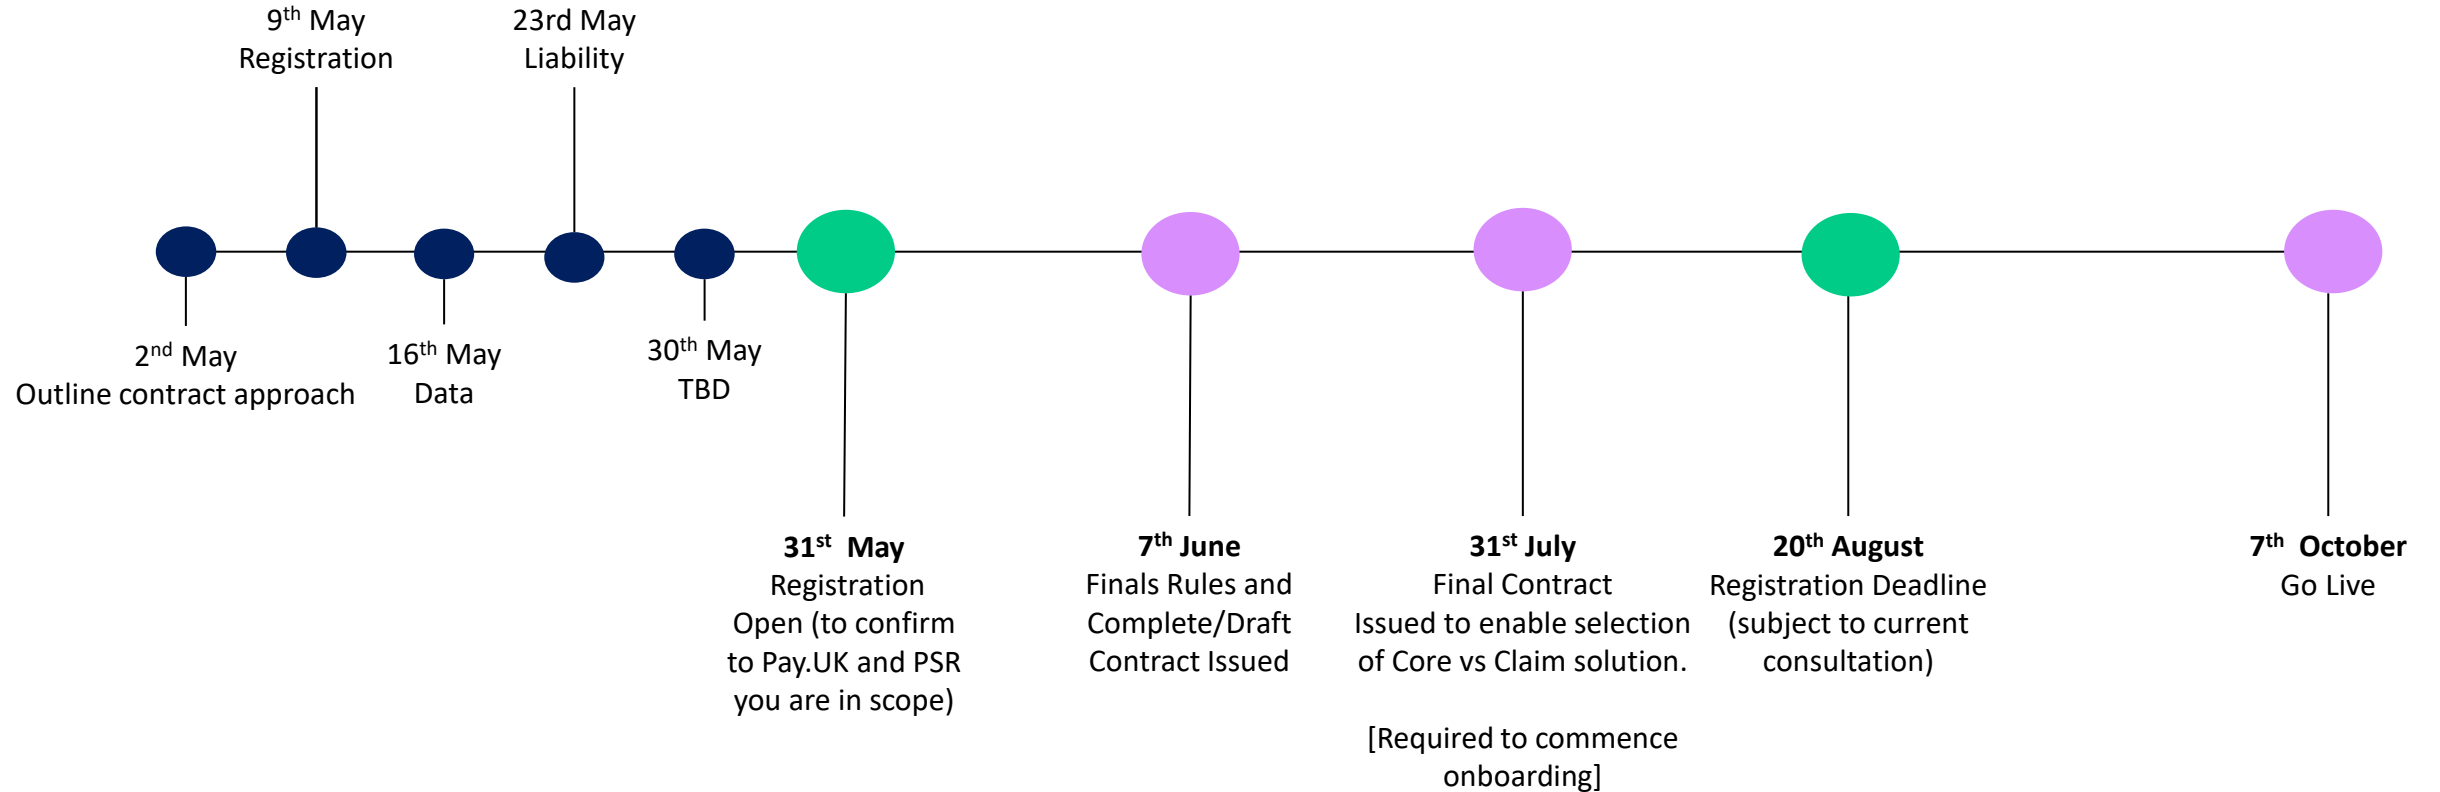 9th May
Registration
23rd May
Liability
2nd May
Outline contract approach
16th May
Data
30th May
TBD
31st May
Registration
Open (to confirm
to Pay.UK and PSR
you are in scope)
7th June
Finals Rules and
Complete/Draft
Contract Issued
31st July
Final Contract
Issued to enable selection
of Core vs Claim solution.
[Required to commence
onboarding]
20th August
Registration Deadline
(subject to current
consultation)
7th October
Go Live